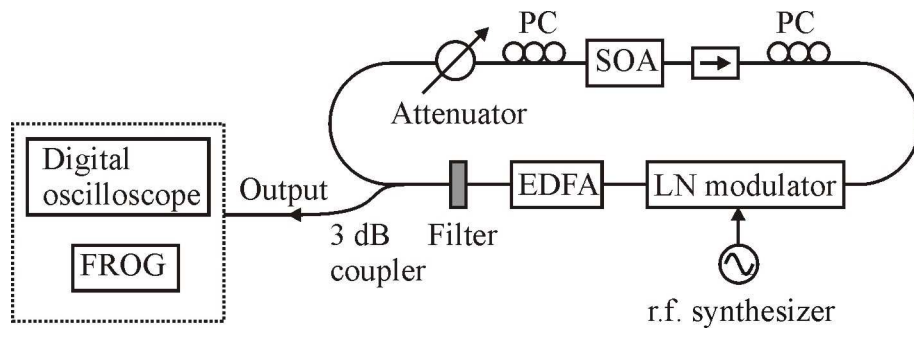 PC
PC
SOA
Attenuator
Digital
oscilloscope
FROG
Output
3 dB
coupler
Filter
EDFA
LN modulator
r.f. synthesizer